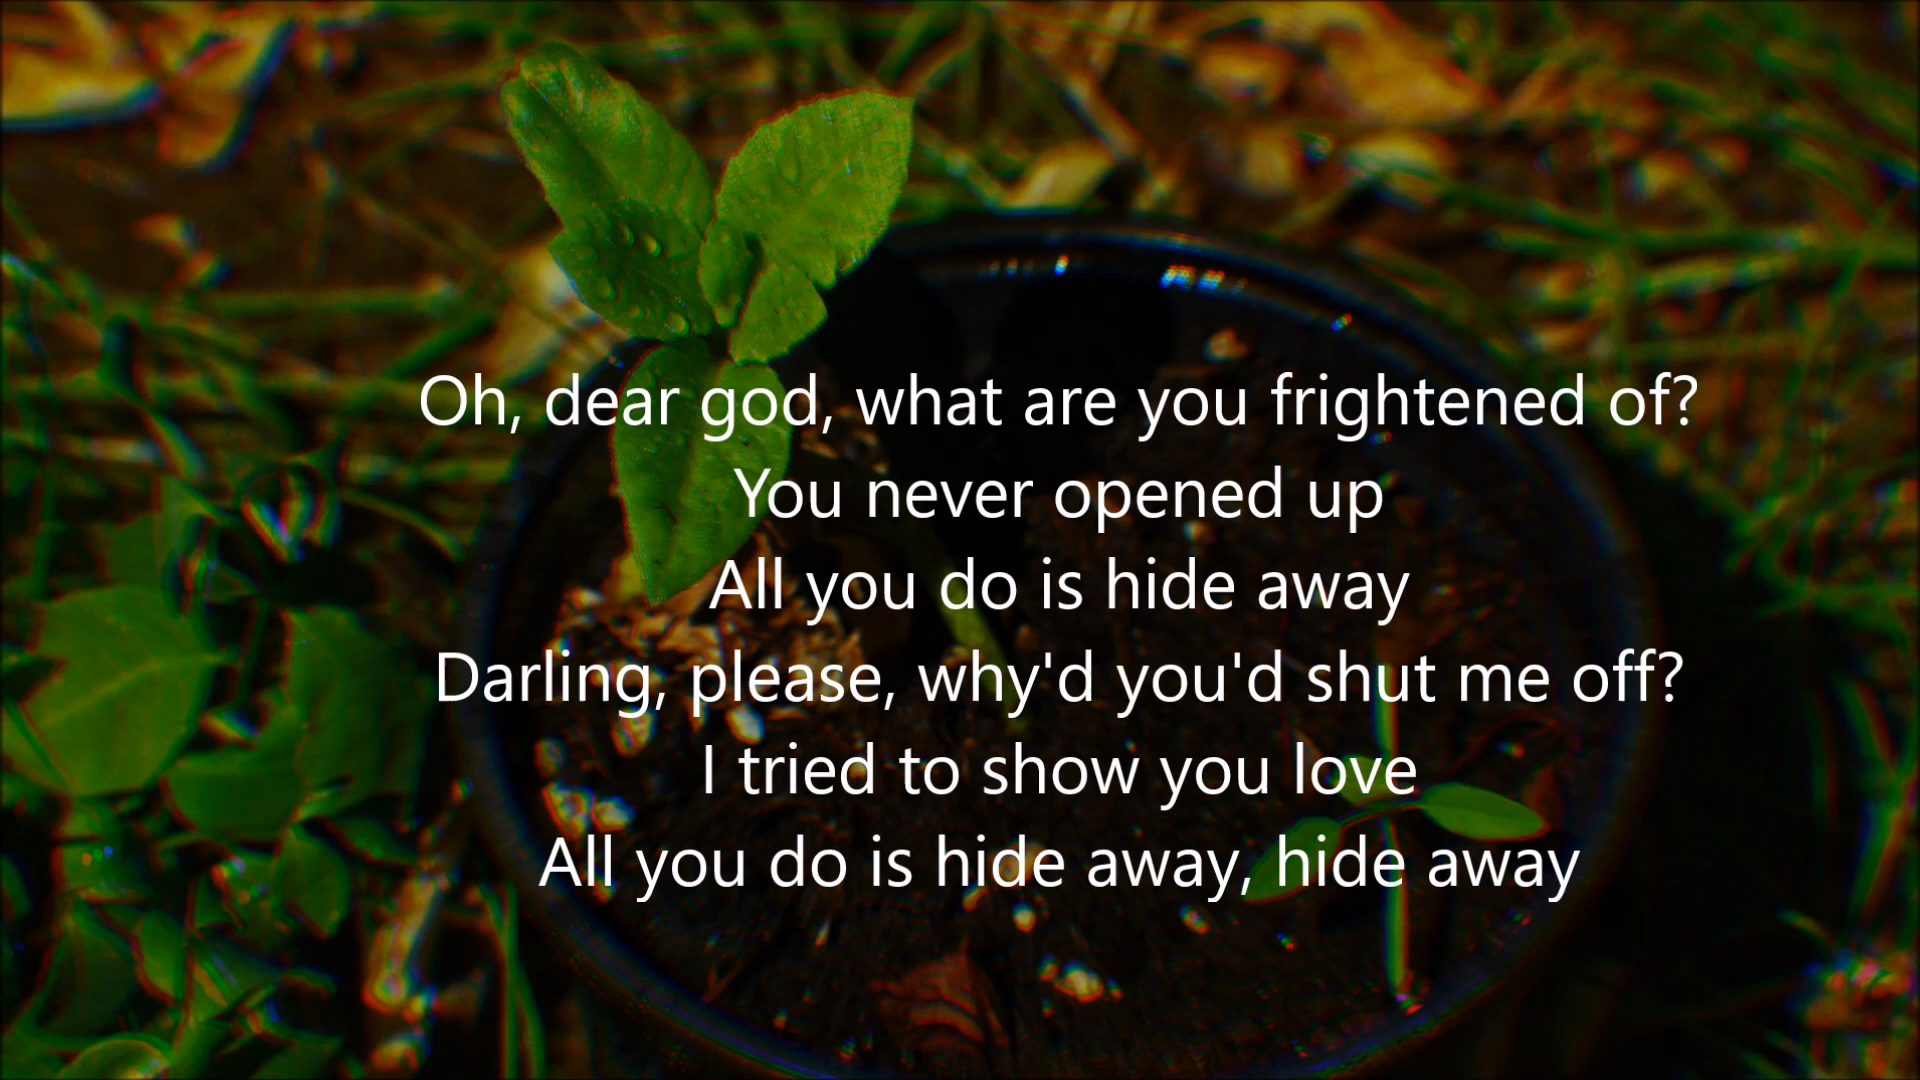 Oh, dear god, what are you frightened of?
You never opened up
All you do is hide away
Darling, please, why'd you'd shut me off?
I tried to show you love
All you do is hide away, hide away